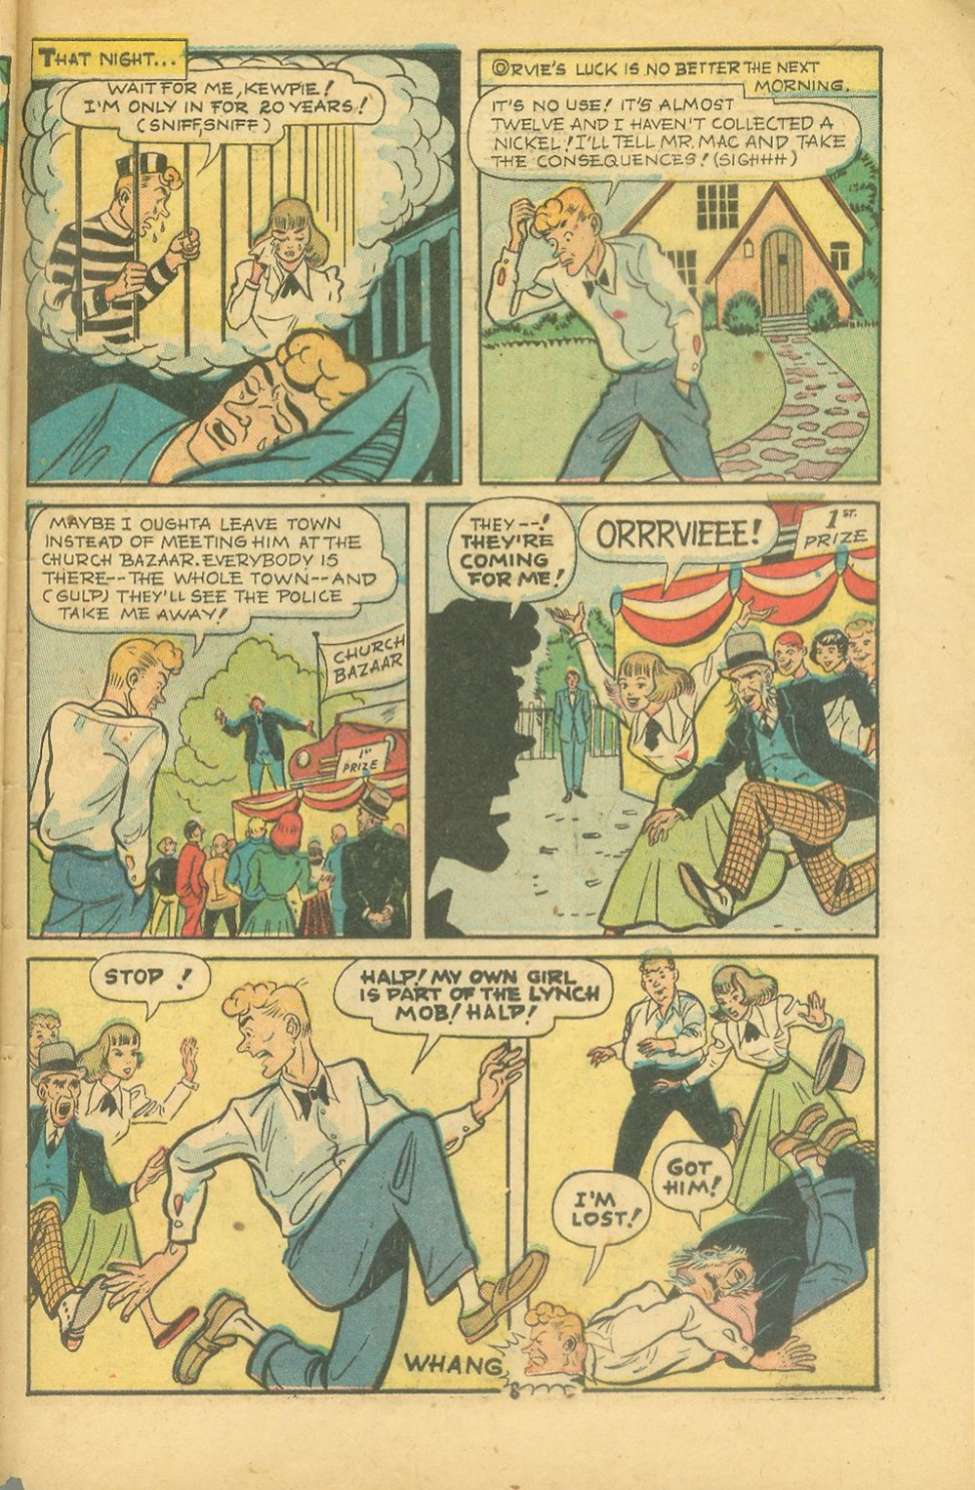 THAT NIGHT...
WAIT FOR ME, KEWPIE!
I'M ONLY IN FOR 20 YEARS!
(SNIFF, SNIFF)
ORVIE'S LUCK IS NO BETTER THE NEXT
MORNING.
IT'S NO USE! IT'S ALMOST
TWELVE AND I HAVEN'T COLLECTED A
NICKEL! I'LL TELL MR. MAC AND TAKE
THE CONSEQUENCES! (SIGHHH)
MAYBE I OUGHTA LEAVE TOWN
INSTEAD OF MEETING HIM AT THE
CHURCH BAZAAR. EVERYBODY IS
THERE--THE WHOLE TOWN--AND
(GULP) THEY'LL SEE THE POLICE
TAKE ME AWAY!
CHURCH
BAZAAR
1ST
PRIZE
THEY--!
THEY'RE
COMING
FOR ME!
ORRRVIEEE!
1ST.
PRIZE
STOP!
HALP! MY OWN GIRL
IS PART OF THE LYNCH
MOB! HALP!
WHANG
I'M
LOST!
GOT
HIM!
8